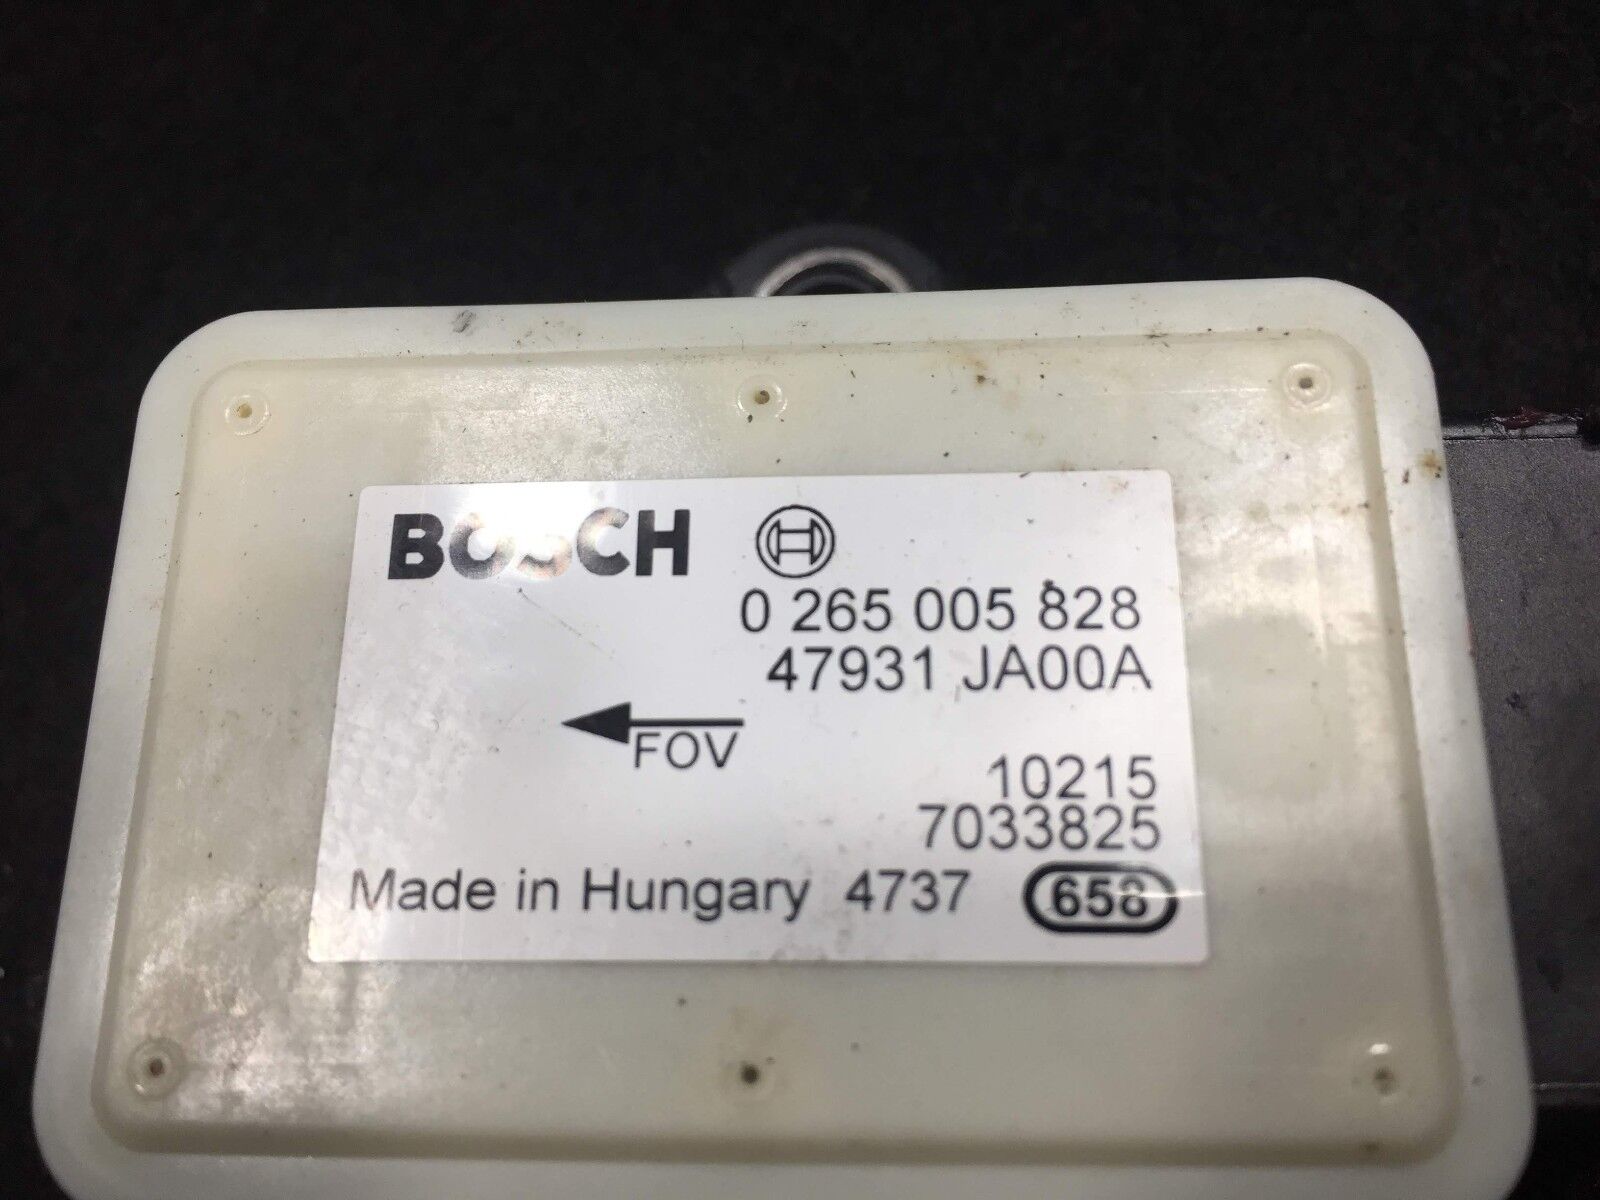 BOSCH
0 265 005 828
47931 JA00A
FOV
10215
7033825
Made in Hungary 4737 658